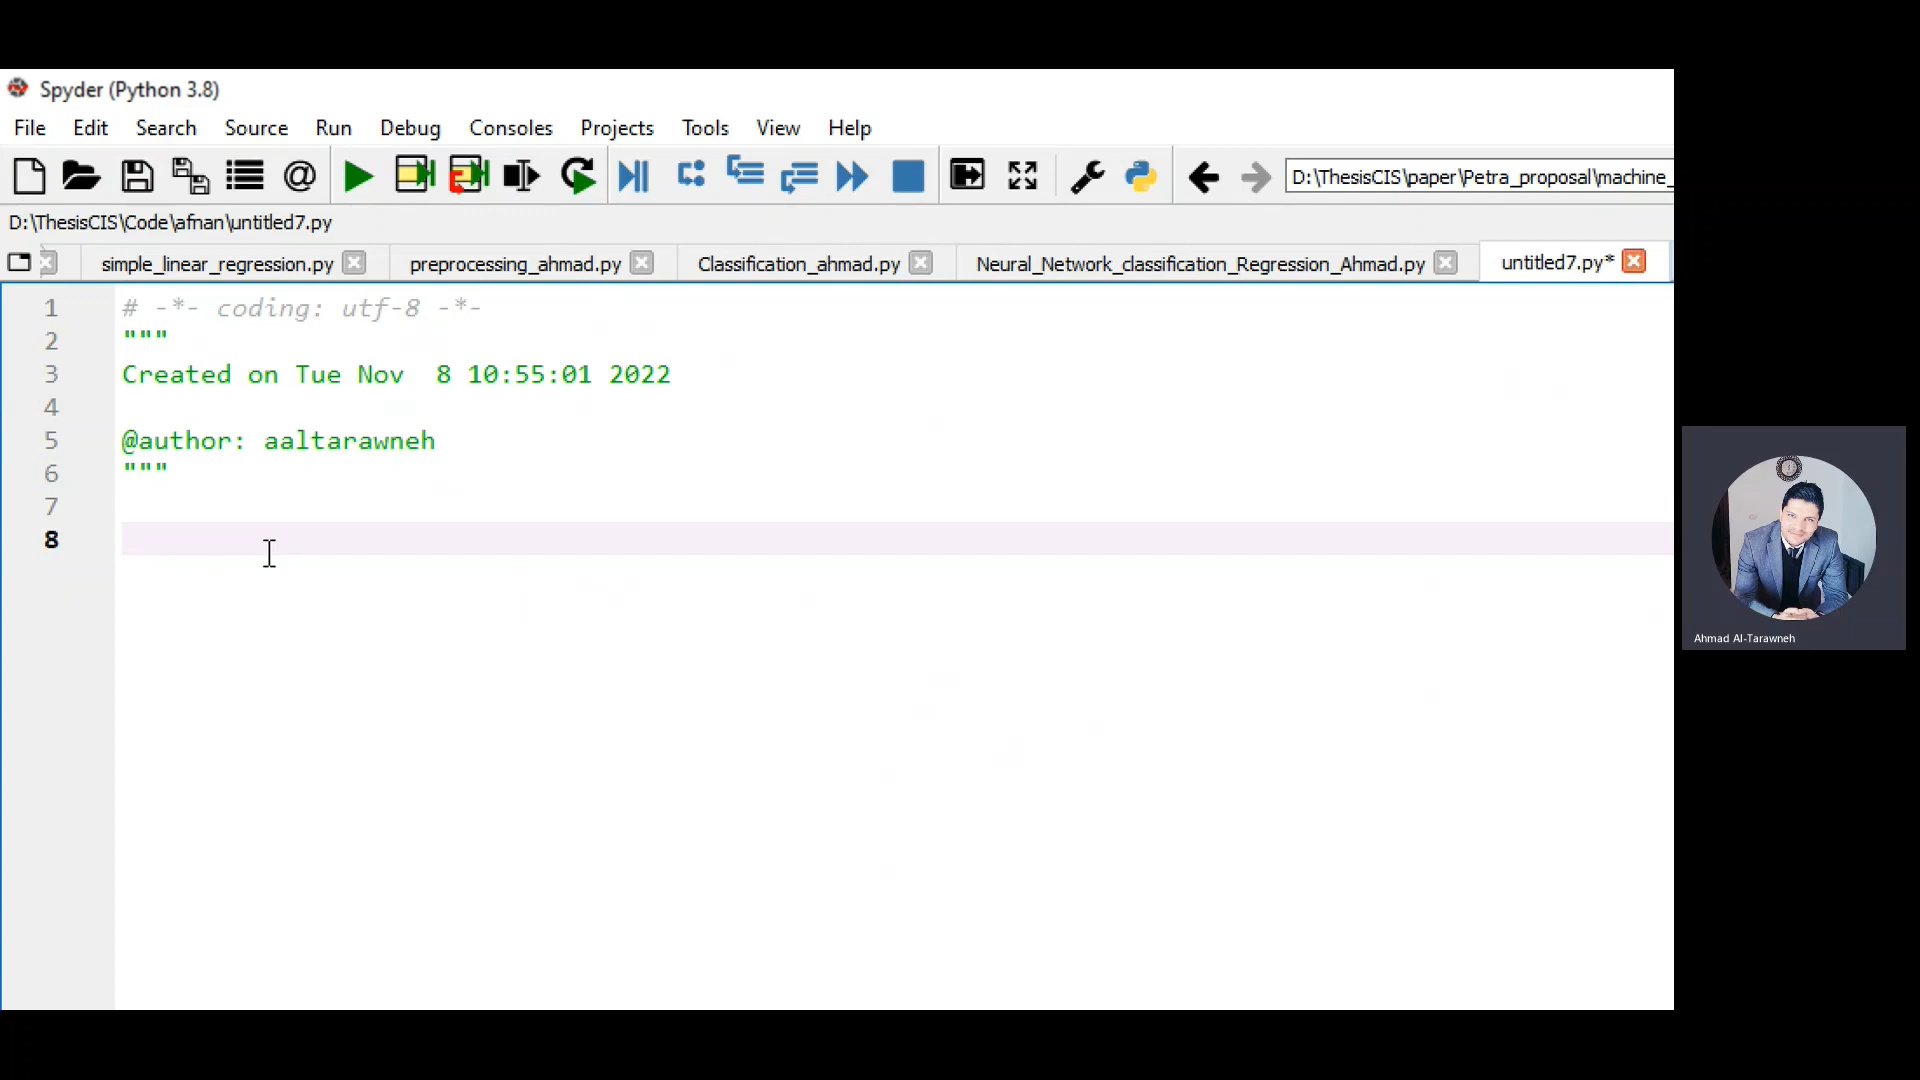 Spyder (Python 3.8)
File Edit Search Source Run Debug Consoles Projects Tools View Help
D:\ThesisCIS\paper\Petra_proposal\machine_
D:\ThesisCIS\Code\afnan\untitled7.py
simple_linear_regression.py preprocessing_ahmad.py Classification_ahmad.py Neural_Network_classification_Regression_Ahmad.py untitled7.py*
1 # -*- coding: utf-8 -*-
2 """
3 Created on Tue Nov  8 10:55:01 2022
4
5 @author: aaltarawneh
6 """
7
8
Ahmad Al-Tarawneh